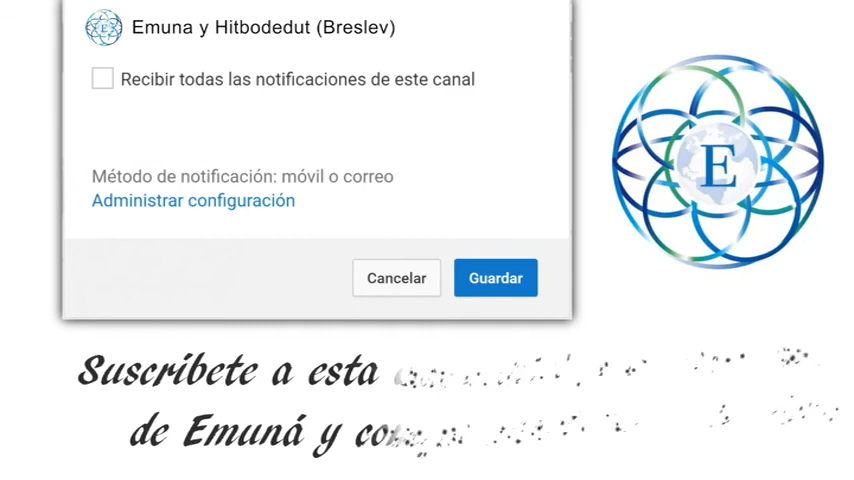 Emuna y Hitbodedut (Breslev)
Recibir todas las notificaciones de este canal
Método de notificación: móvil o correo
Administrar configuración
Cancelar
Guardar
E
Suscríbete a esta
de Emuná y